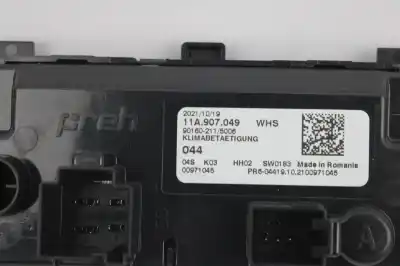 preh
2021/10/19
11A.907.049 WHS
90160-211/5006
KLIMABETAETIGUNG
044
04S K03 HH02 SW0183 Made in Romania
00971045 PR6-04419.10.2100971045
A